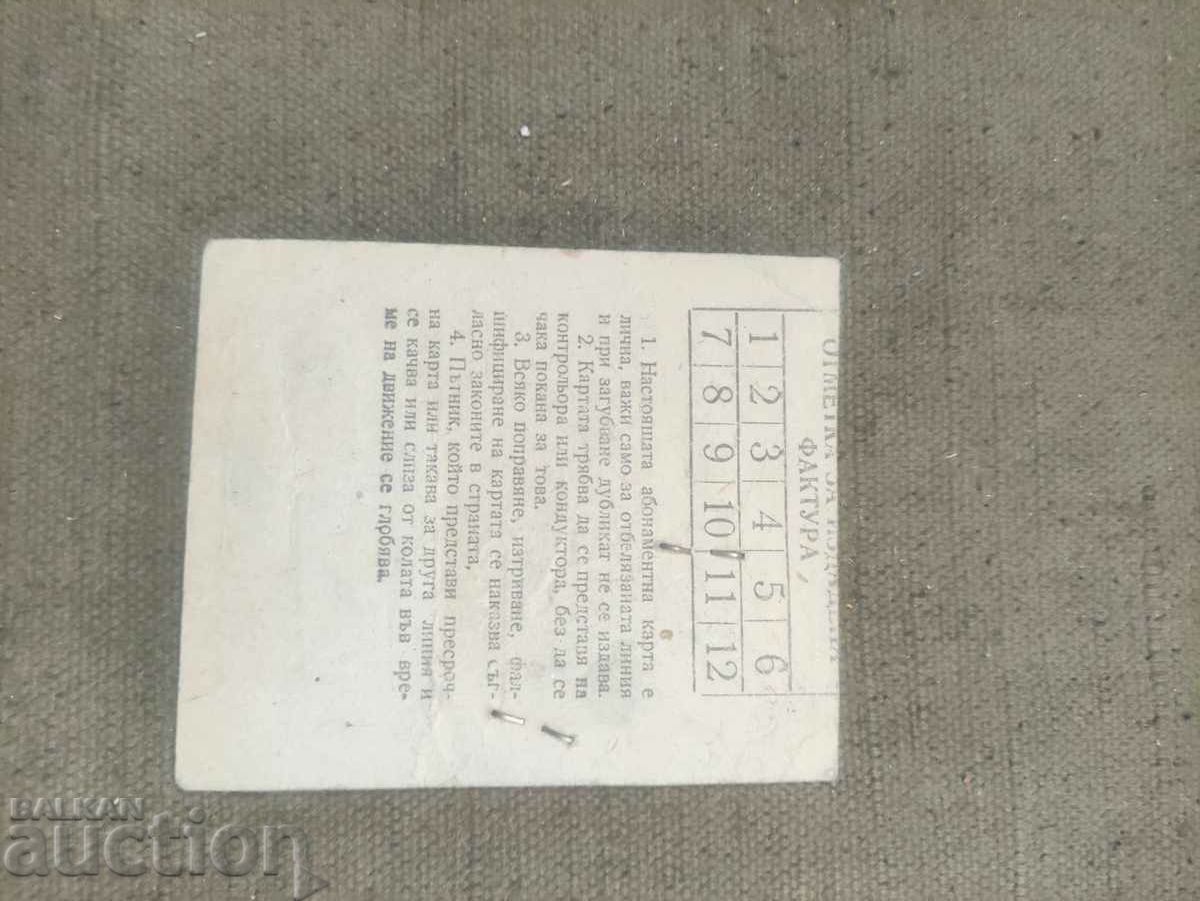 ОТМЕТКА ЗА ИЗДАДЕНА
ФАКТУРА
1 2 3 4 5 6
7 8 9 10 11 12
1. Настоящата абонаментна карта е
лична, важи само за отбелязаната линия
и при загубване дубликат не се издава.
2. Картата трябва да се представя на
контрольора или кондуктора, без да се
чака покана за това.
3. Всяко поправяне, изтриване, фал-
шифициране на картата се наказва съг-
ласно законите в страната.
4. Пътник, който представи пресроч-
на карта или такава за друга линия и
се качва или слиза от колата във вре-
ме на движение се глобява.
BALKAN
auction